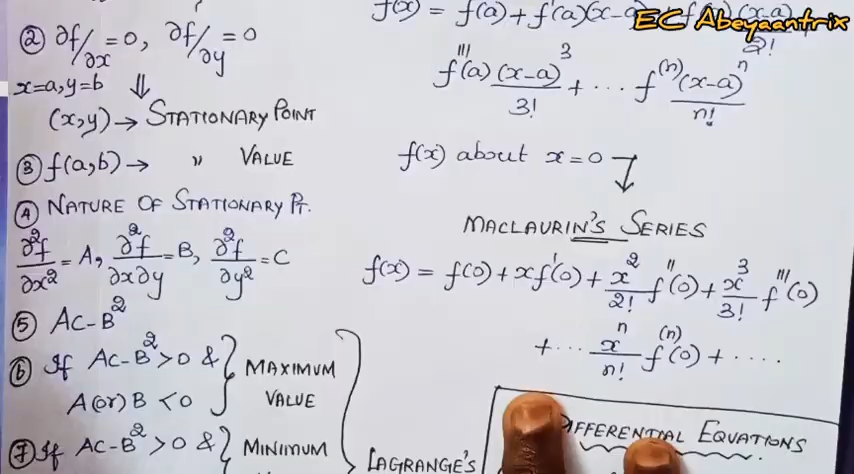 ② ∂f/∂x = 0, ∂f/∂y = 0
x=a, y=b ⇓
(x,y) → STATIONARY POINT
③ f(a,b) → " VALUE
④ NATURE OF STATIONARY PT.
∂²f/∂x² = A, ∂²f/∂x∂y = B, ∂²f/∂y² = C
⑤ AC-B²
⑥ If AC-B² > 0 & } MAXIMUM
A(or) B < 0 } VALUE
⑦ If AC-B² > 0 & } MINIMUM
LAGRANGE'S
f(x) = f(a) + f'(a)(x-a)
EC Abeyaantrix
(x-a)
2!
f'''(a) (x-a)³/3! + ... f⁽ⁿ⁾ (x-a)ⁿ/n!
f(x) about x=0
MACLAURIN'S SERIES
f(x) = f(0) + xf'(0) + x²/2! f''(0) + x³/3! f'''(0)
+ ... xⁿ/n! f⁽ⁿ⁾(0) + ....
DIFFERENTIAL EQUATIONS